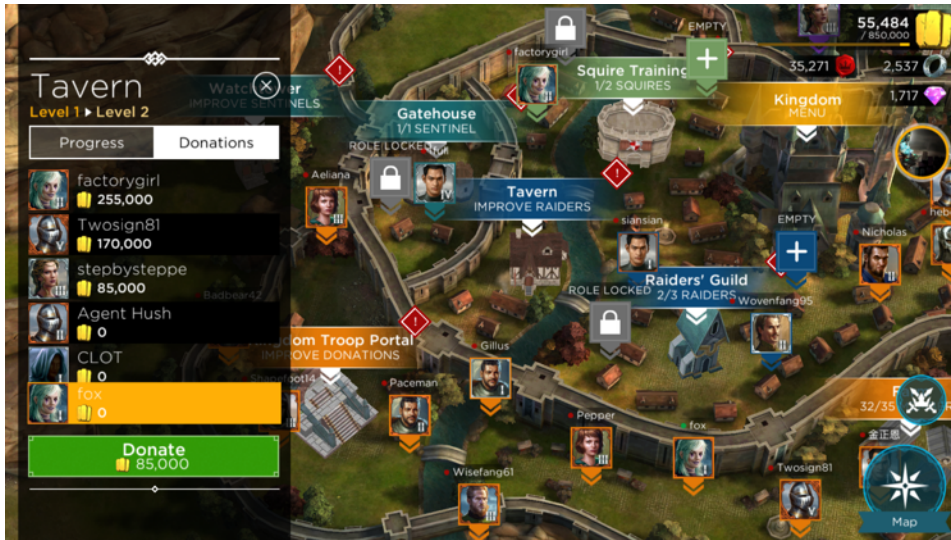 Tavern
Level 1 ▸ Level 2
Progress
Donations
factorygirl
255,000
Twosign81
170,000
stepbysteppe
85,000
Agent Hush
0
CLOT
0
fox
0
Donate
85,000
IMPROVE SENTINELS
Gatehouse
1/1 SENTINEL
ROLE LOCKED
factorygirl
Squire Training
1/2 SQUIRES
EMPTY
55,484
/ 850,000
35,271
2,537
1,717
Kingdom
MENU
Aeliana
Tavern
IMPROVE RAIDERS
siansian
EMPTY
Nicholas
ROLE LOCKED
Raiders' Guild
2/3 RAIDERS
Wovenfang95
Badbear42
Troop Portal
IMPROVE DONATIONS
Gillus
Paceman
Pepper
fox
Wisefang61
Twosign81
32/35
金正恩
Map